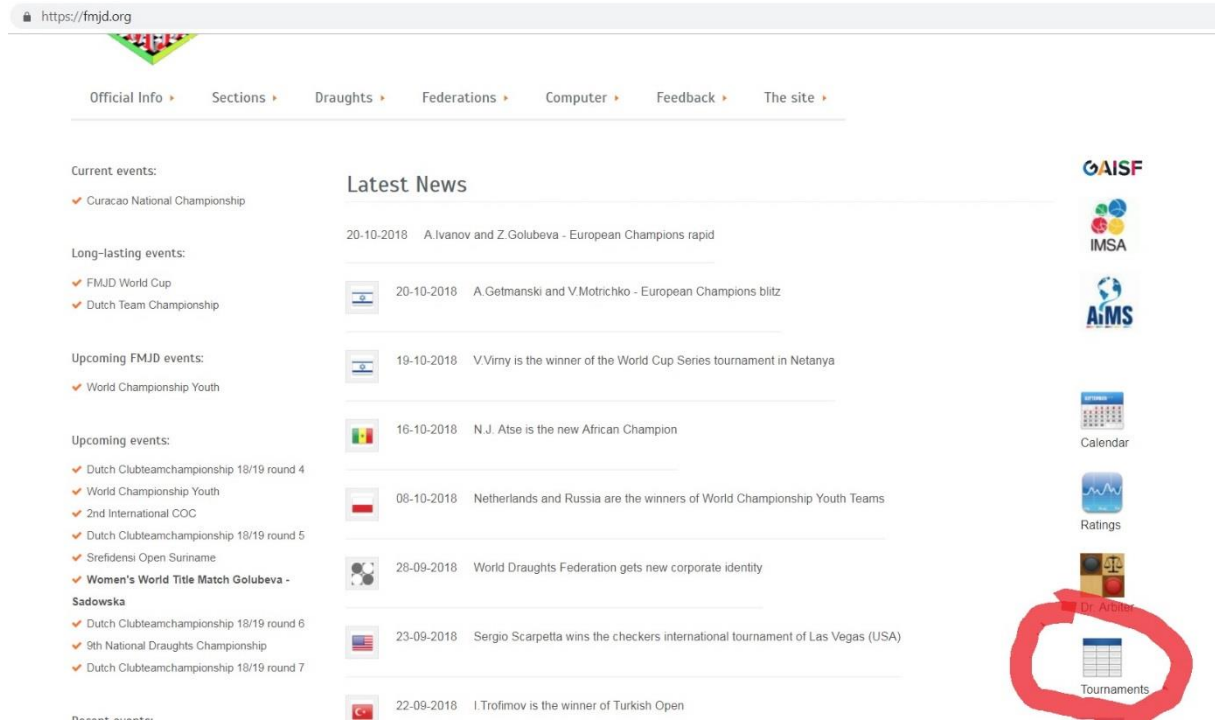 https://fmjd.org
Official Info
Sections
Draughts
Federations
Computer
Feedback
The site
Current events:
Curacao National Championship
Long-lasting events:
FMJD World Cup
Dutch Team Championship
Upcoming FMJD events:
World Championship Youth
Upcoming events:
Dutch Clubteamchampionship 18/19 round 4
World Championship Youth
2nd International COC
Dutch Clubteamchampionship 18/19 round 5
Srefidensi Open Suriname
Women's World Title Match Golubeva -
Sadowska
Dutch Clubteamchampionship 18/19 round 6
9th National Draughts Championship
Dutch Clubteamchampionship 18/19 round 7
Recent events:
Latest News
20-10-2018 A.Ivanov and Z.Golubeva - European Champions rapid
20-10-2018 A.Getmanski and V.Motrichko - European Champions blitz
19-10-2018 V.Virny is the winner of the World Cup Series tournament in Netanya
16-10-2018 N.J. Atse is the new African Champion
08-10-2018 Netherlands and Russia are the winners of World Championship Youth Teams
28-09-2018 World Draughts Federation gets new corporate identity
23-09-2018 Sergio Scarpetta wins the checkers international tournament of Las Vegas (USA)
22-09-2018 I.Trofimov is the winner of Turkish Open
GAISF
IMSA
AIMS
Calendar
Ratings
Dr. Arbiter
Tournaments